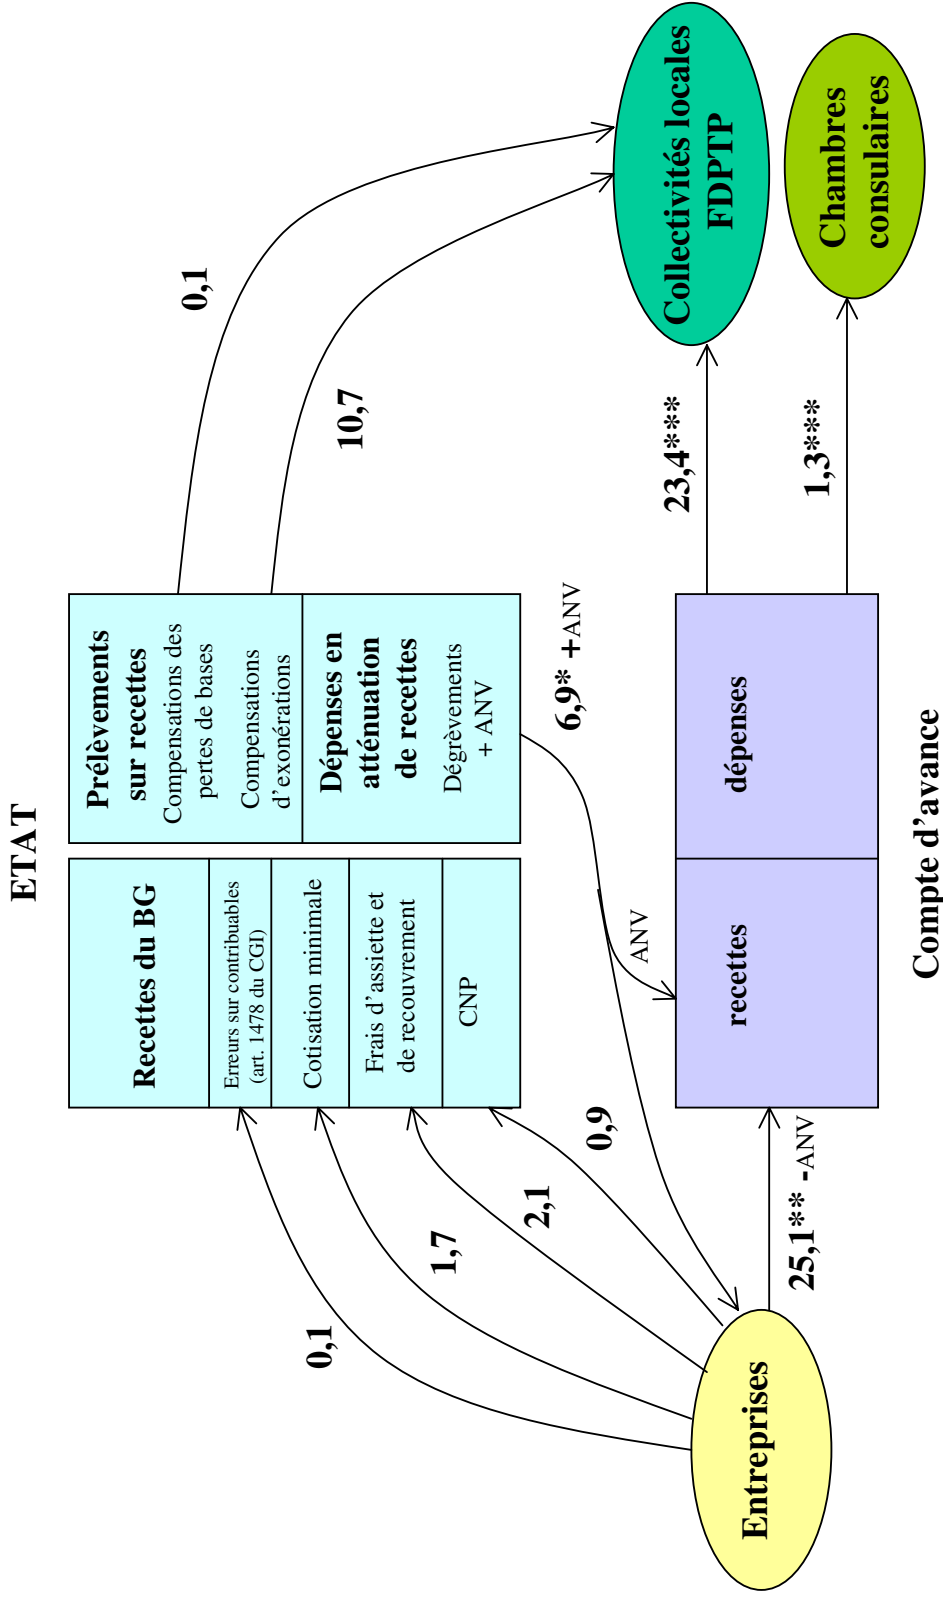 ETAT
Recettes du BG
Erreurs sur contribuables
(art. 1478 du CGI)
Cotisation minimale
Frais d’assiette et
de recouvrement
CNP
Prélèvements
sur recettes
Compensations des
pertes de bases
Compensations
d’exonérations
Dépenses en
atténuation
de recettes
Dégrèvements
+ ANV
0,1
10,7
0,1
1,7
2,1
0,9
6,9* +ANV
ANV
Entreprises
25,1** -ANV
recettes
dépenses
23,4***
1,3***
Collectivités locales
FDPTP
Chambres
consulaires
Compte d’avance